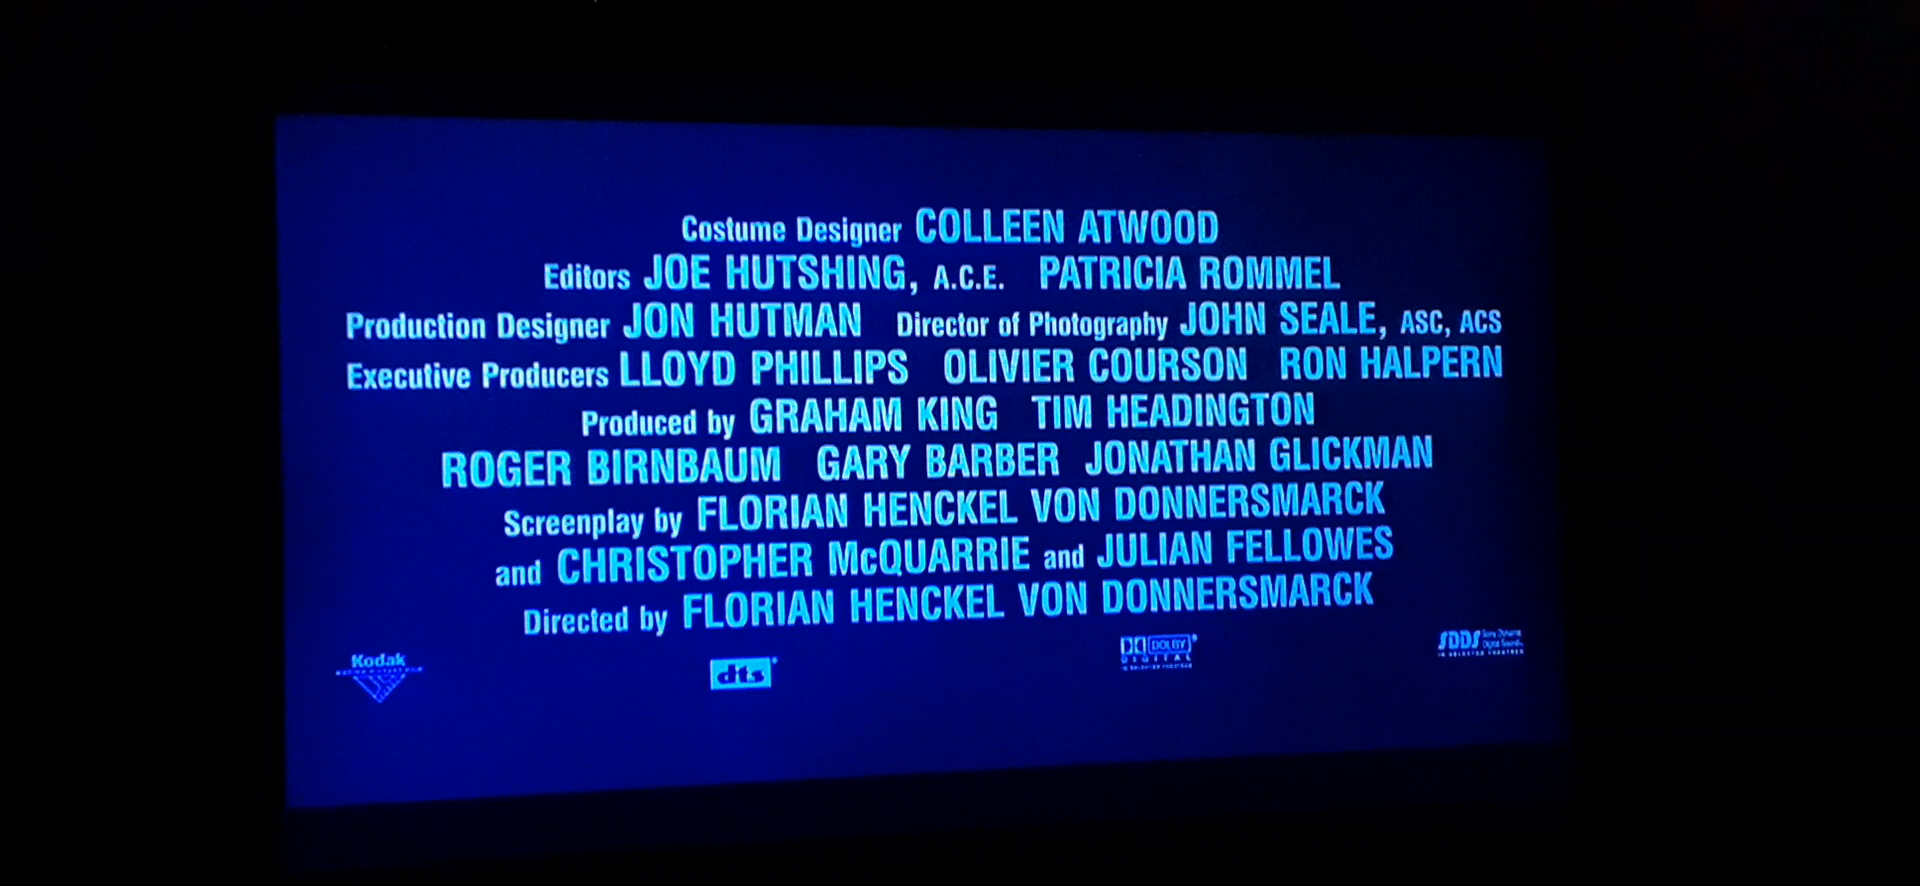 Costume Designer COLLEEN ATWOOD
Editors JOE HUTSHING, A.C.E. PATRICIA ROMMEL
Production Designer JON HUTMAN Director of Photography JOHN SEALE, ASC, ACS
Executive Producers LLOYD PHILLIPS OLIVIER COURSON RON HALPERN
Produced by GRAHAM KING TIM HEADINGTON
ROGER BIRNBAUM GARY BARBER JONATHAN GLICKMAN
Screenplay by FLORIAN HENCKEL VON DONNERSMARCK
and CHRISTOPHER McQUARRIE and JULIAN FELLOWES
Directed by FLORIAN HENCKEL VON DONNERSMARCK
Kodak
dts
DOLBY
DIGITAL
SDDS